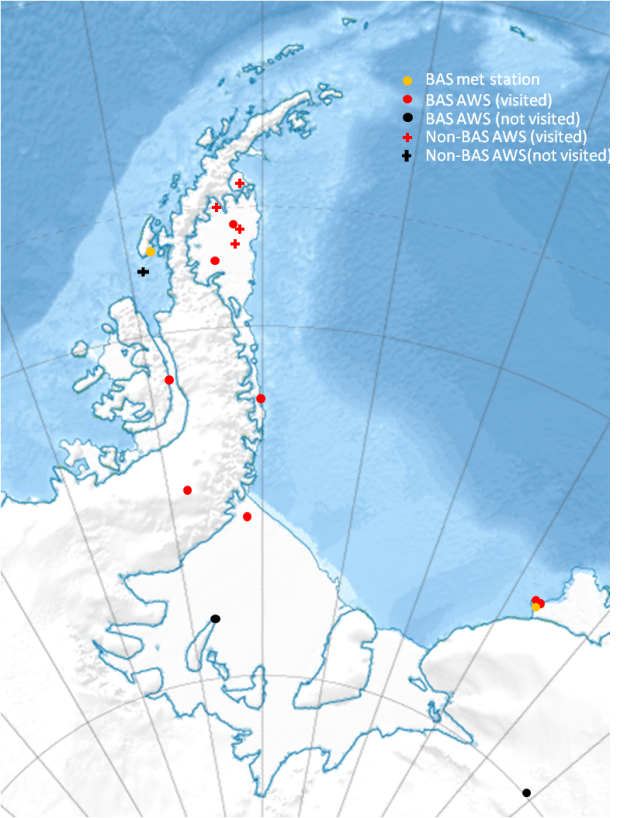 BAS met station
BAS AWS (visited)
BAS AWS (not visited)
Non-BAS AWS (visited)
Non-BAS AWS(not visited)